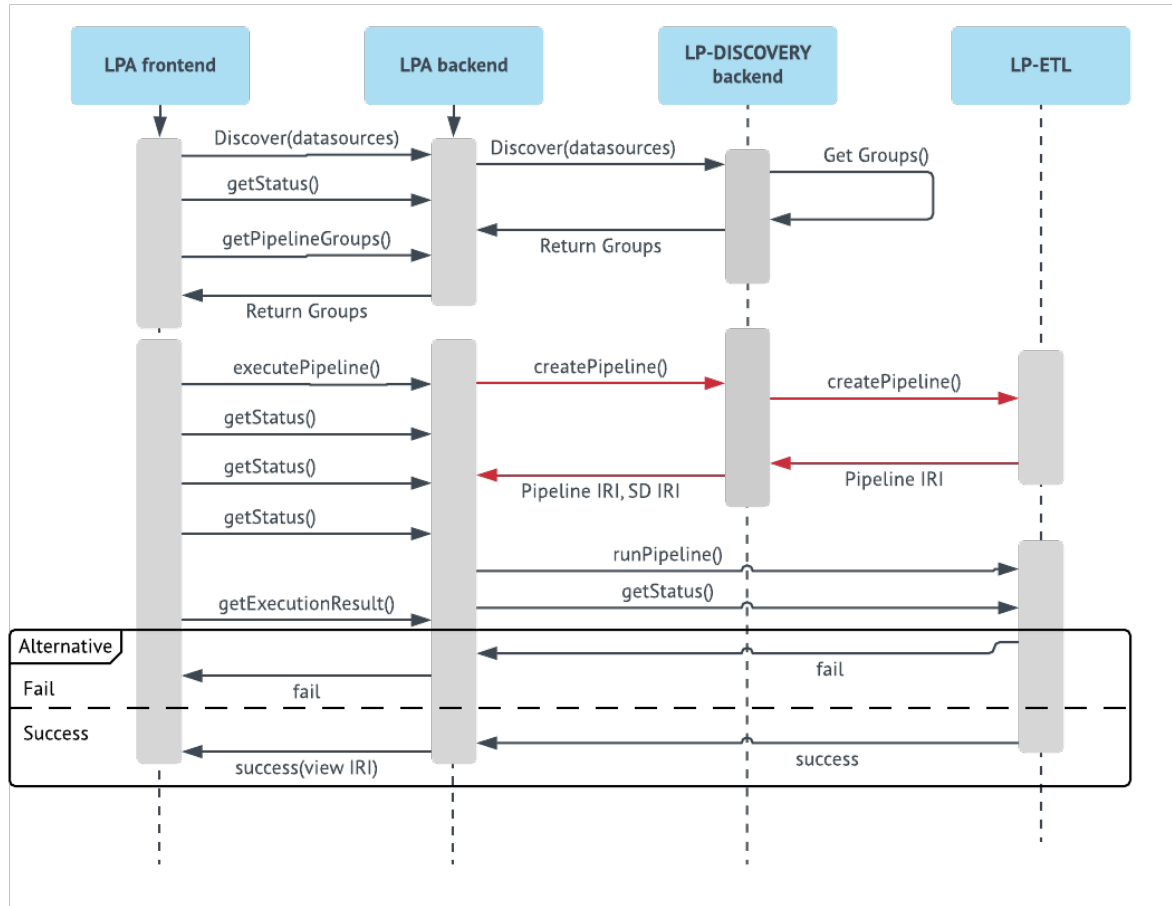 LPA frontend
LPA backend
LP-DISCOVERY
backend
LP-ETL
Discover(datasources)
Discover(datasources)
Get Groups()
getStatus()
getPipelineGroups()
Return Groups
Return Groups
executePipeline()
createPipeline()
createPipeline()
getStatus()
getStatus()
Pipeline IRI, SD IRI
Pipeline IRI
getStatus()
runPipeline()
getStatus()
getExecutionResult()
Alternative
fail
Fail
fail
Success
success
success(view IRI)